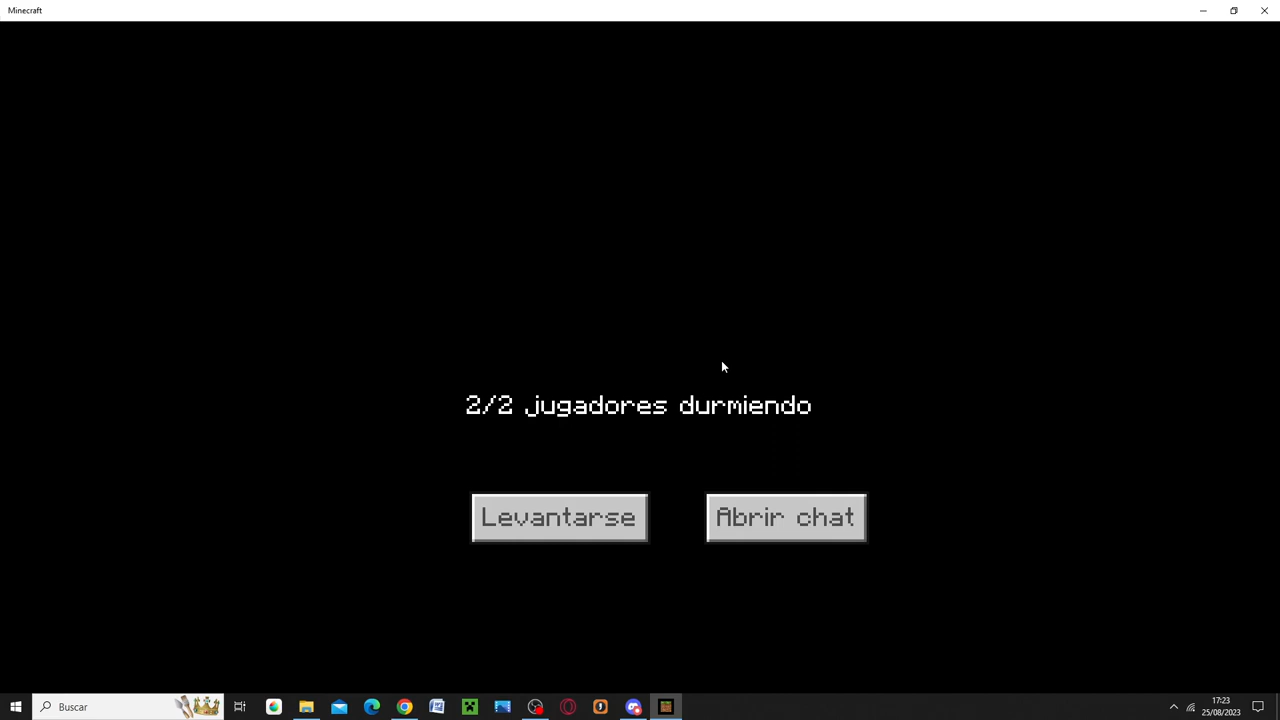 Minecraft
2/2 jugadores durmiendo
Levantarse
Abrir chat
Buscar
17:23
25/08/2023